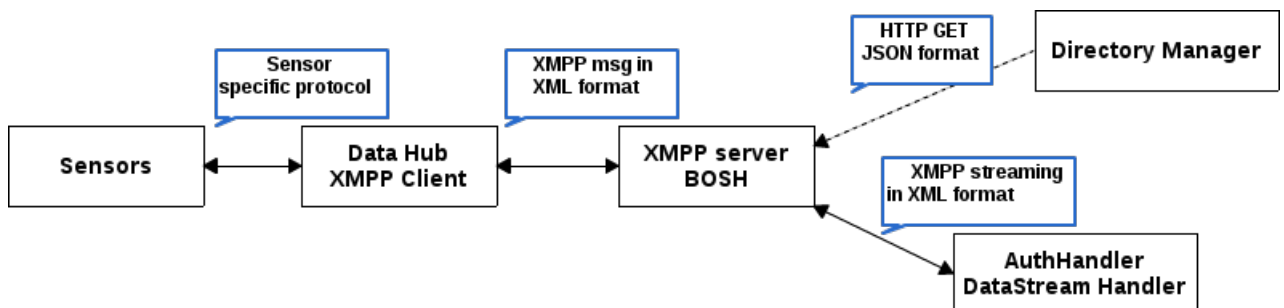 HTTP GET
JSON format
Directory Manager
Sensor
specific protocol
XMPP msg in
XML format
Sensors
Data Hub
XMPP Client
XMPP server
BOSH
XMPP streaming
in XML format
AuthHandler
DataStream Handler